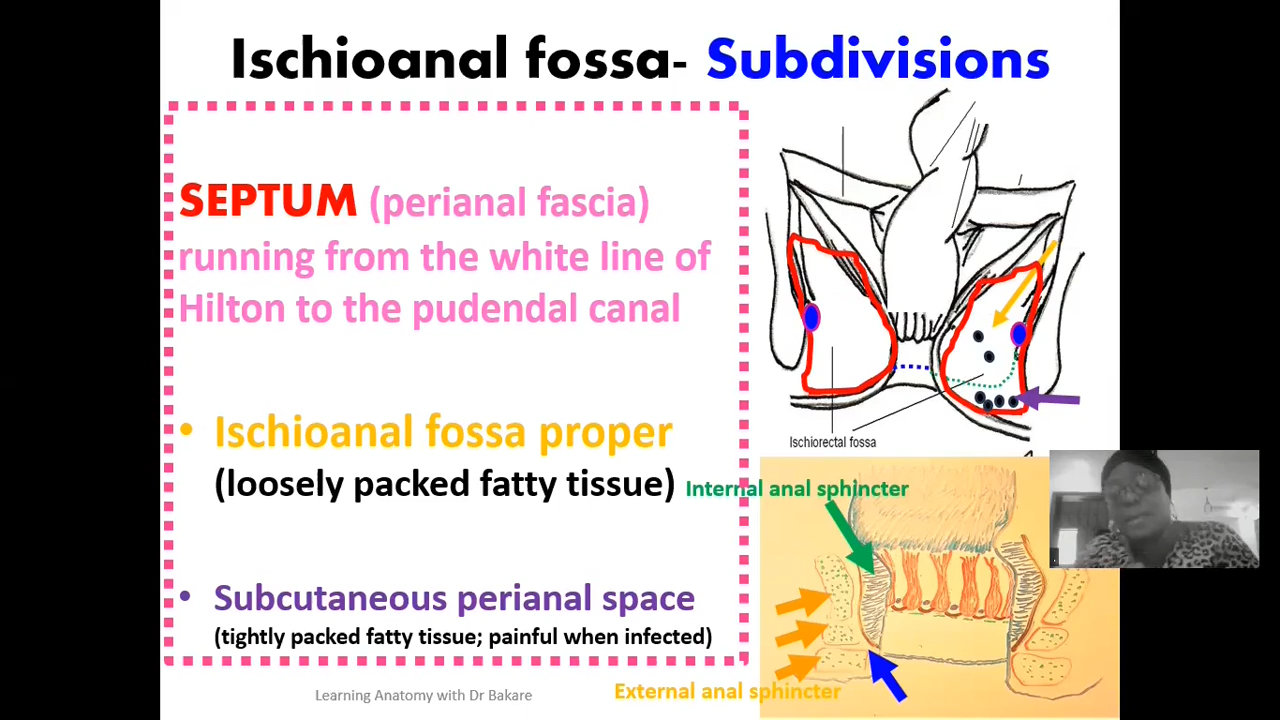 Ischioanal fossa- Subdivisions
SEPTUM (perianal fascia)
running from the white line of
Hilton to the pudendal canal
• Ischioanal fossa proper
(loosely packed fatty tissue)
• Subcutaneous perianal space
(tightly packed fatty tissue; painful when infected)
Ischiorectal fossa
Internal anal sphincter
External anal sphincter
Learning Anatomy with Dr Bakare